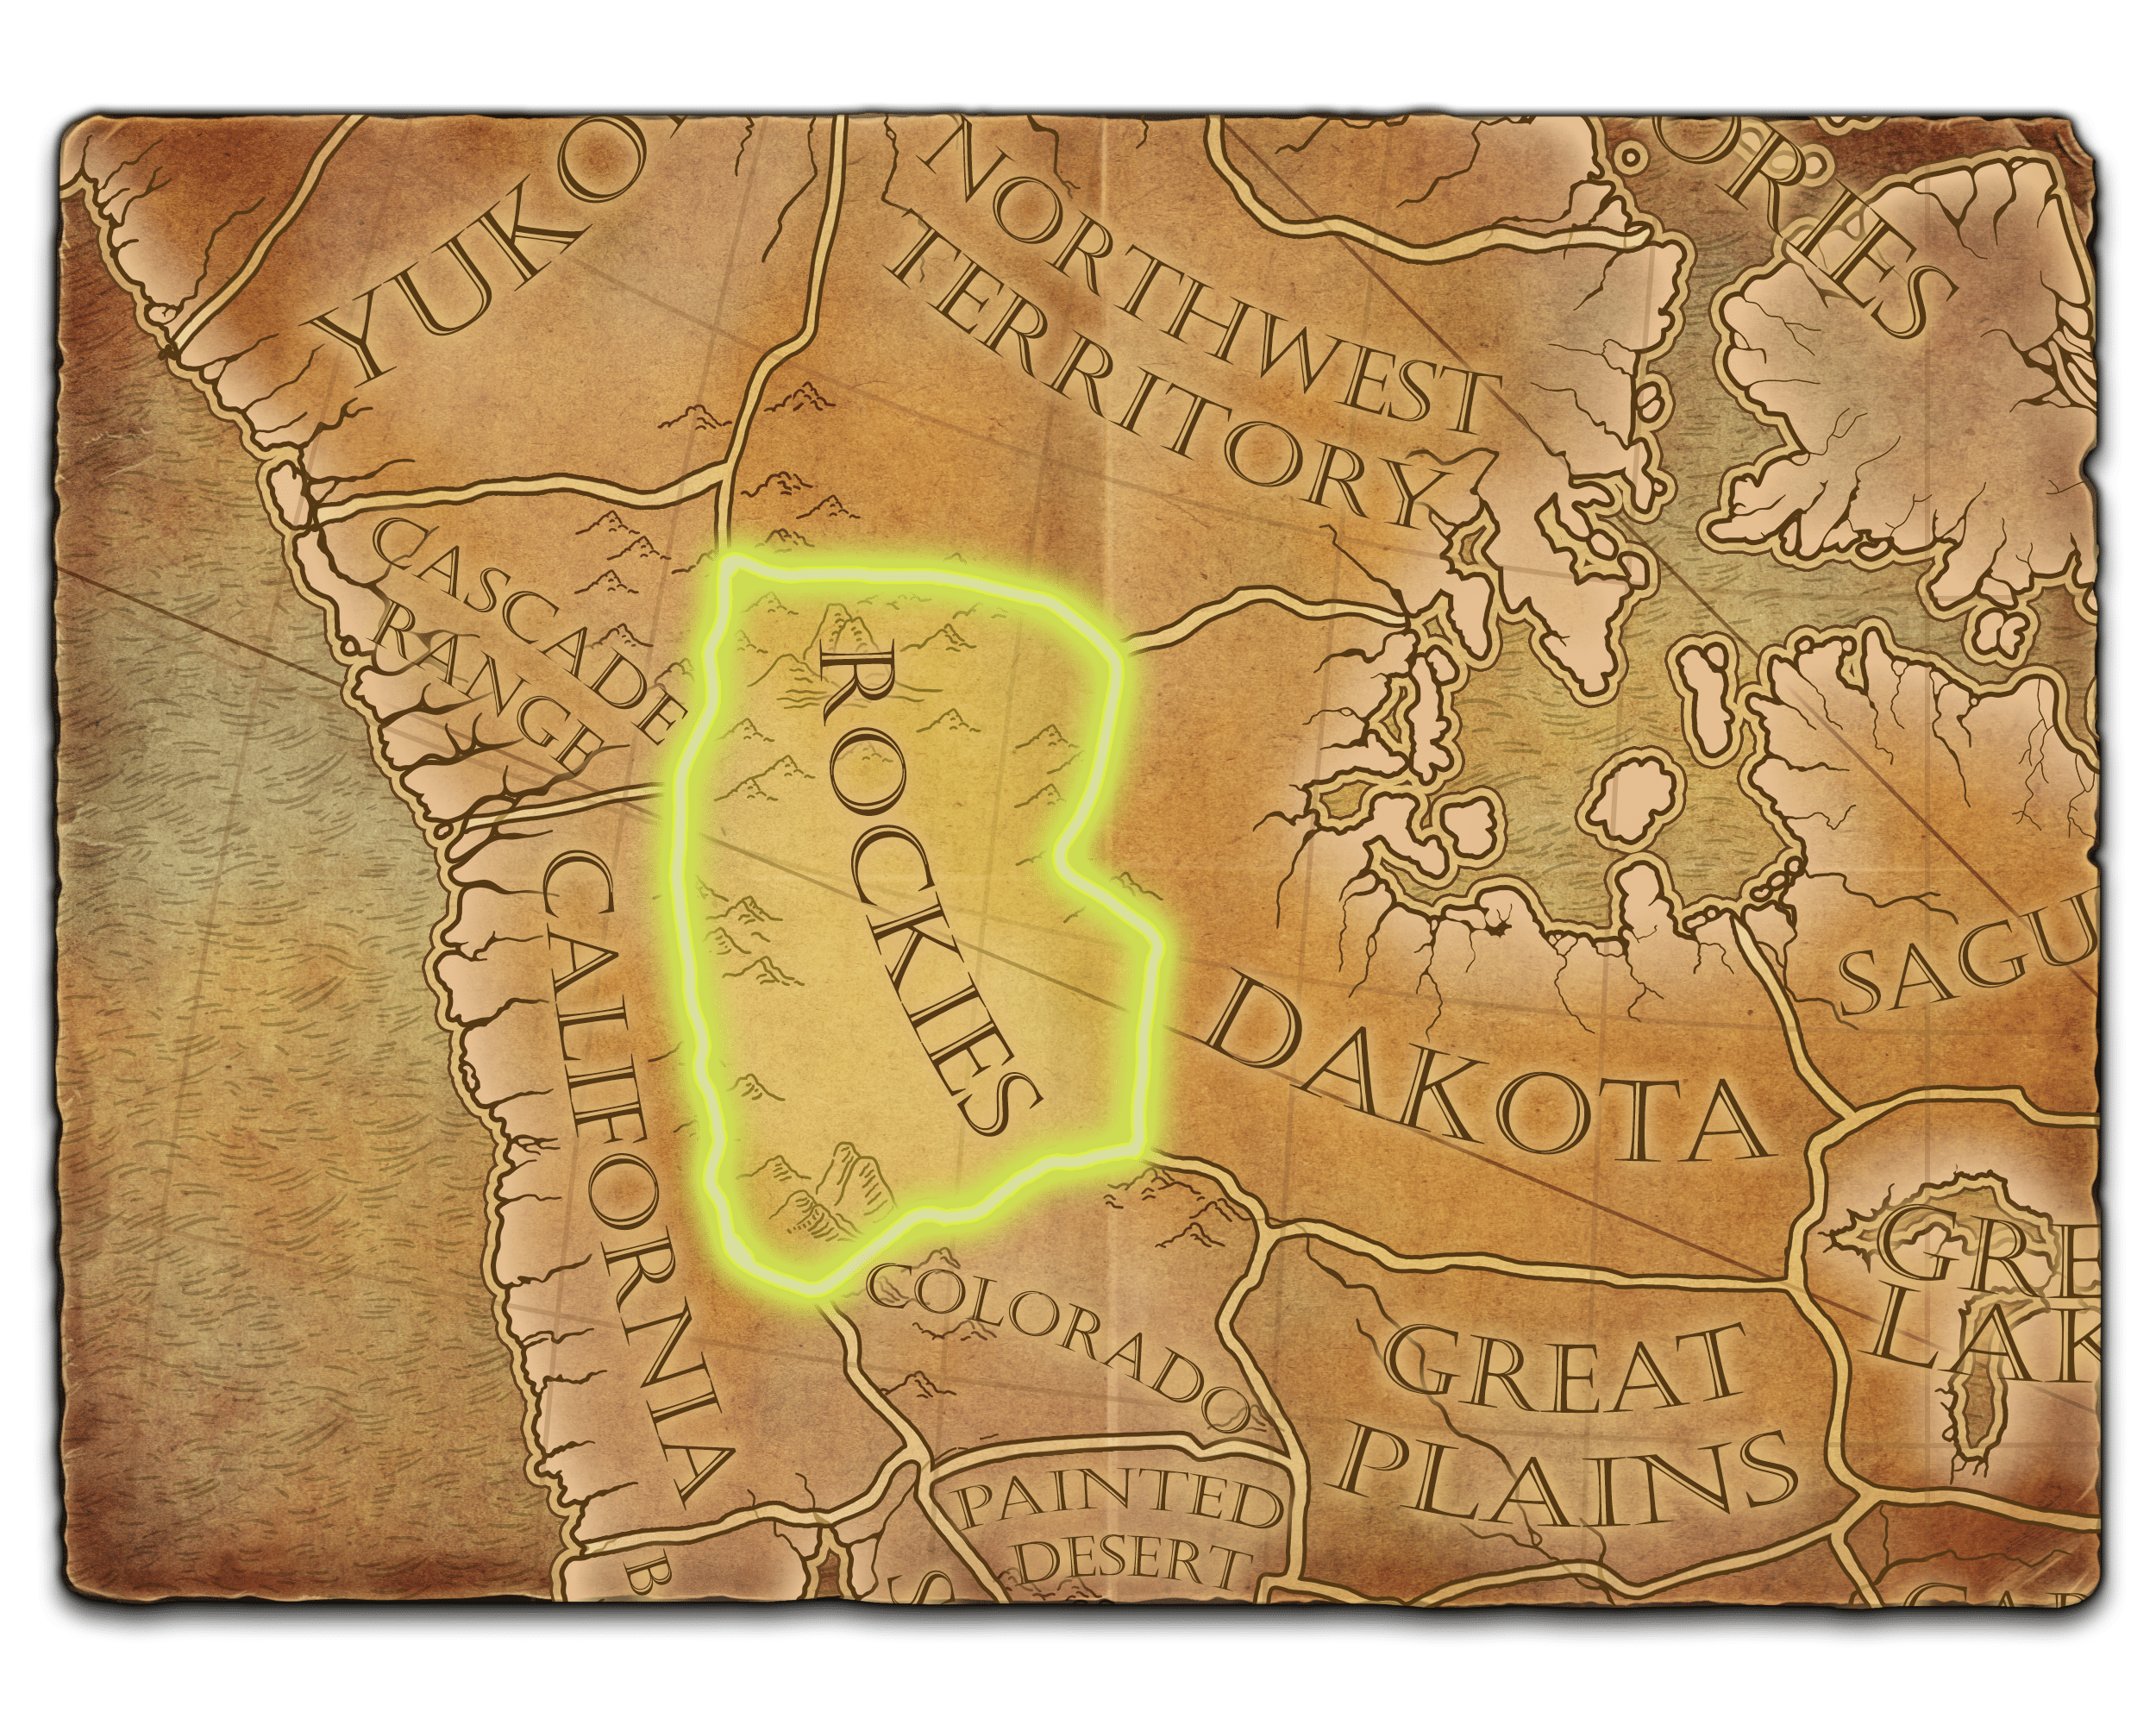 YUKO
NORTHWEST
TERRITORY
ORIES
CASCADE
RANGE
ROCKIES
CALIFORNIA
DAKOTA
SAGU
GRE
LAK
COLORADO
GREAT
PLAINS
PAINTED
DESERT
B
S